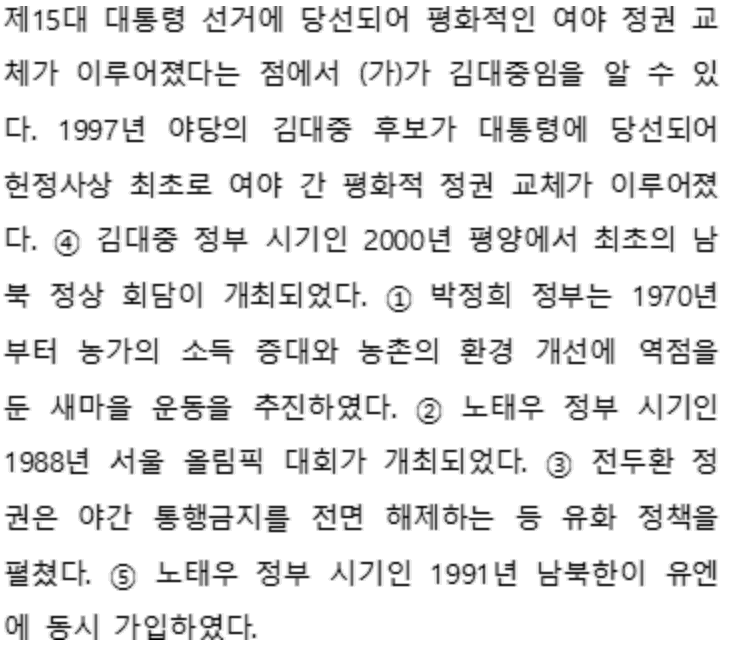 제15대 대통령 선거에 당선되어 평화적인 여야 정권 교
체가 이루어졌다는 점에서 (가)가 김대중임을 알 수 있
다. 1997년 야당의 김대중 후보가 대통령에 당선되어
헌정사상 최초로 여야 간 평화적 정권 교체가 이루어졌
다. ④ 김대중 정부 시기인 2000년 평양에서 최초의 남
북 정상 회담이 개최되었다. ① 박정희 정부는 1970년
부터 농가의 소득 증대와 농촌의 환경 개선에 역점을
둔 새마을 운동을 추진하였다. ② 노태우 정부 시기인
1988년 서울 올림픽 대회가 개최되었다. ③ 전두환 정
권은 야간 통행금지를 전면 해제하는 등 유화 정책을
펼쳤다. ⑤ 노태우 정부 시기인 1991년 남북한이 유엔
에 동시 가입하였다.